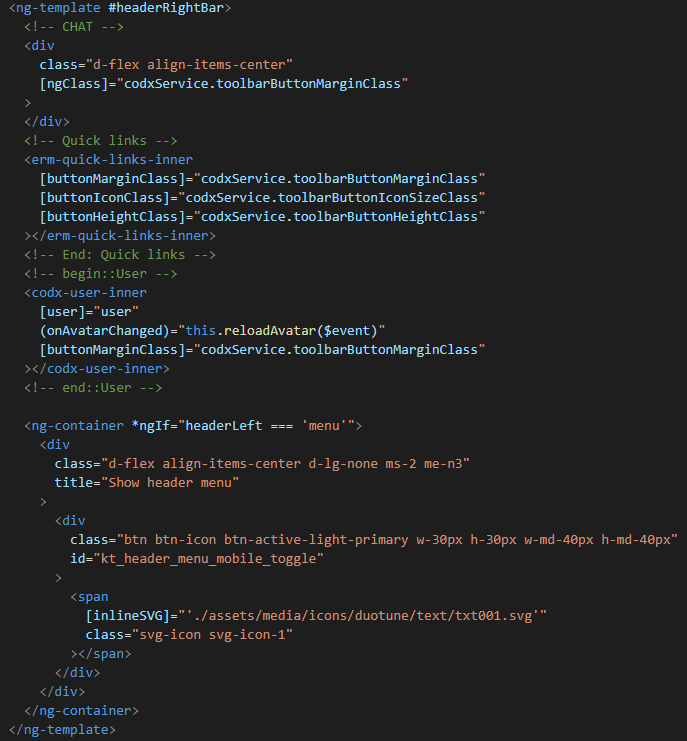 <ng-template #headerRightBar>
<!-- CHAT -->
<div
class="d-flex align-items-center"
[ngClass]="codxService.toolbarButtonMarginClass"
>
</div>
<!-- Quick links -->
<erm-quick-links-inner
[buttonMarginClass]="codxService.toolbarButtonMarginClass"
[buttonIconClass]="codxService.toolbarButtonIconSizeClass"
[buttonHeightClass]="codxService.toolbarButtonHeightClass"
></erm-quick-links-inner>
<!-- End: Quick links -->
<!-- begin::User -->
<codx-user-inner
[user]="user"
(onAvatarChanged)="this.reloadAvatar($event)"
[buttonMarginClass]="codxService.toolbarButtonMarginClass"
></codx-user-inner>
<!-- end::User -->
<ng-container *ngIf="headerLeft === 'menu'">
<div
class="d-flex align-items-center d-lg-none ms-2 me-n3"
title="Show header menu"
>
<div
class="btn btn-icon btn-active-light-primary w-30px h-30px w-md-40px h-md-40px"
id="kt_header_menu_mobile_toggle"
>
<span
[inlineSVG]="'./assets/media/icons/duotune/text/txt001.svg'"
class="svg-icon svg-icon-1"
></span>
</div>
</div>
</ng-container>
</ng-template>